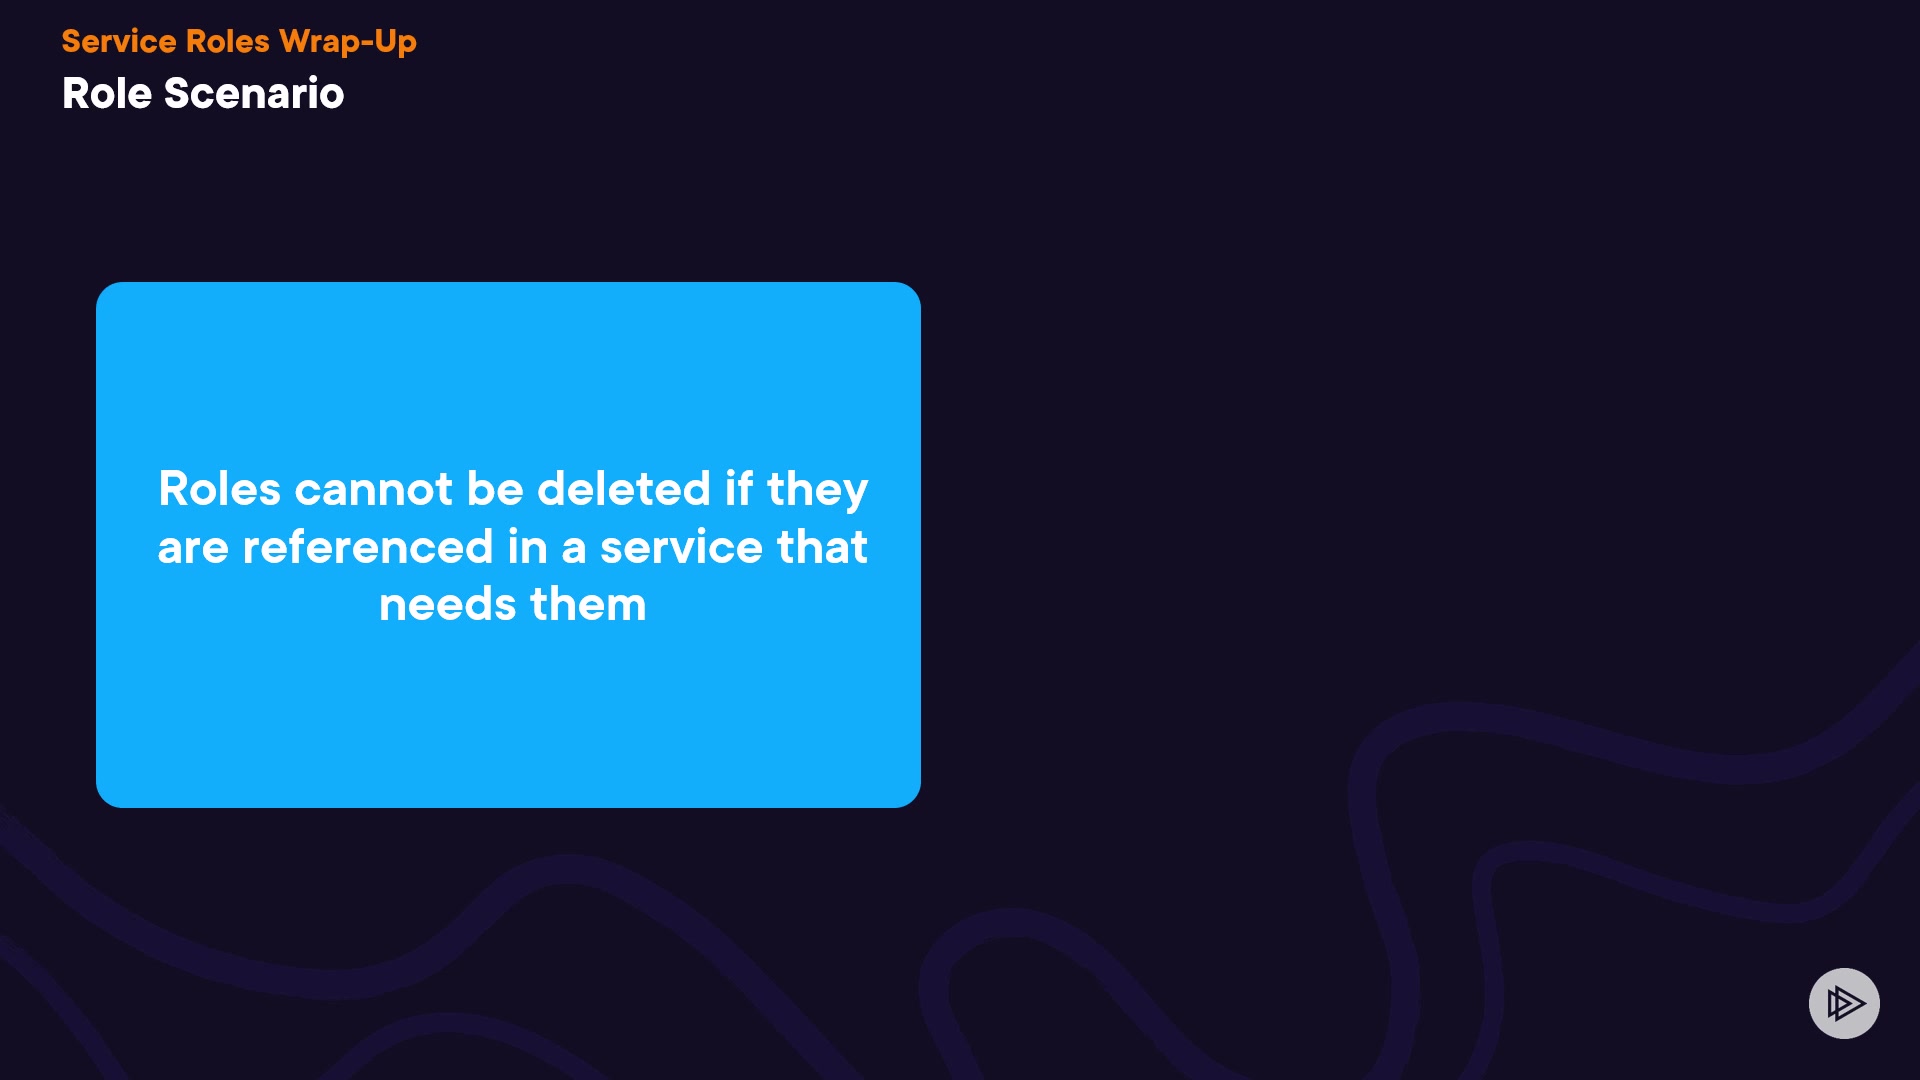 Service Roles Wrap-Up
Role Scenario
Roles cannot be deleted if they
are referenced in a service that
needs them